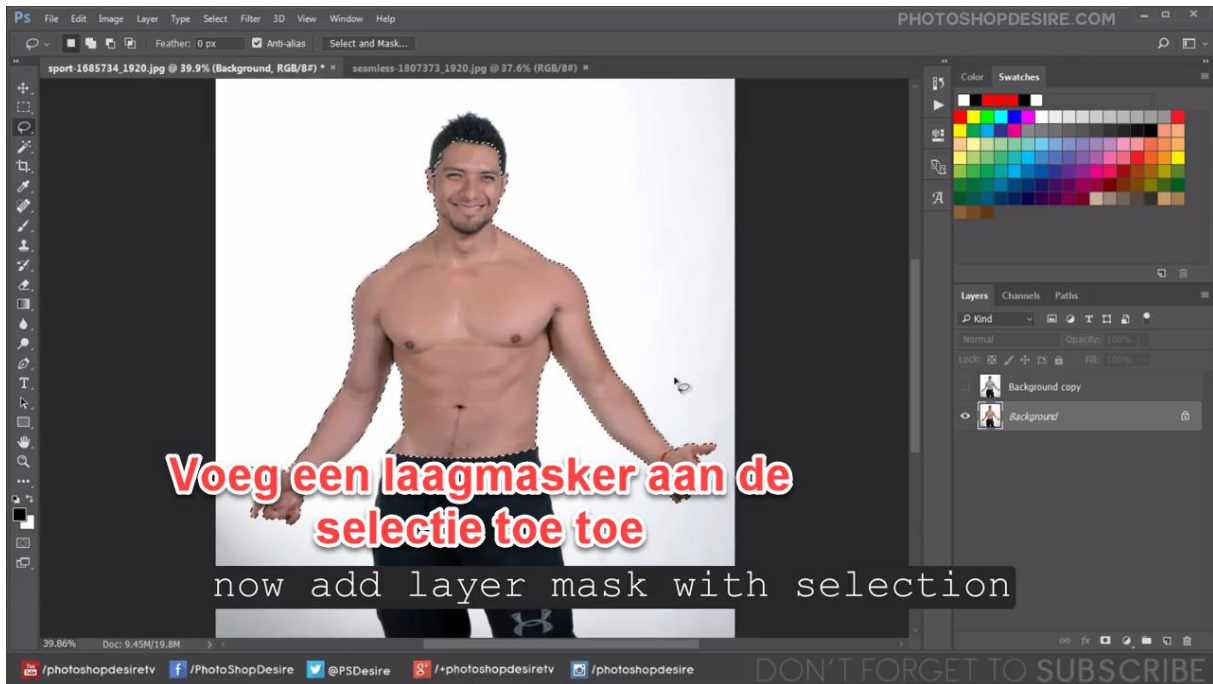 Ps File Edit Image Layer Type Select Filter 3D View Window Help
PHOTOSHOPDESIRE.COM
Feather: 0 px Anti-alias Select and Mask...
sport-1685734_1920.jpg @ 39.9% (Background, RGB/8#) * × seamless-1807373_1920.jpg @ 37.6% (RGB/8#) ×
Color Swatches
Layers Channels Paths
Kind
Normal Opacity: 100%
Lock: Fill: 100%
Background copy
Background
Voeg een laagmasker aan de
selectie toe toe
now add layer mask with selection
39.86% Doc: 9.45M/19.8M
/photoshopdesiretv /PhotoShopDesire @PSDesire /+photoshopdesiretv /photoshopdesire
DON'T FORGET TO SUBSCRIBE